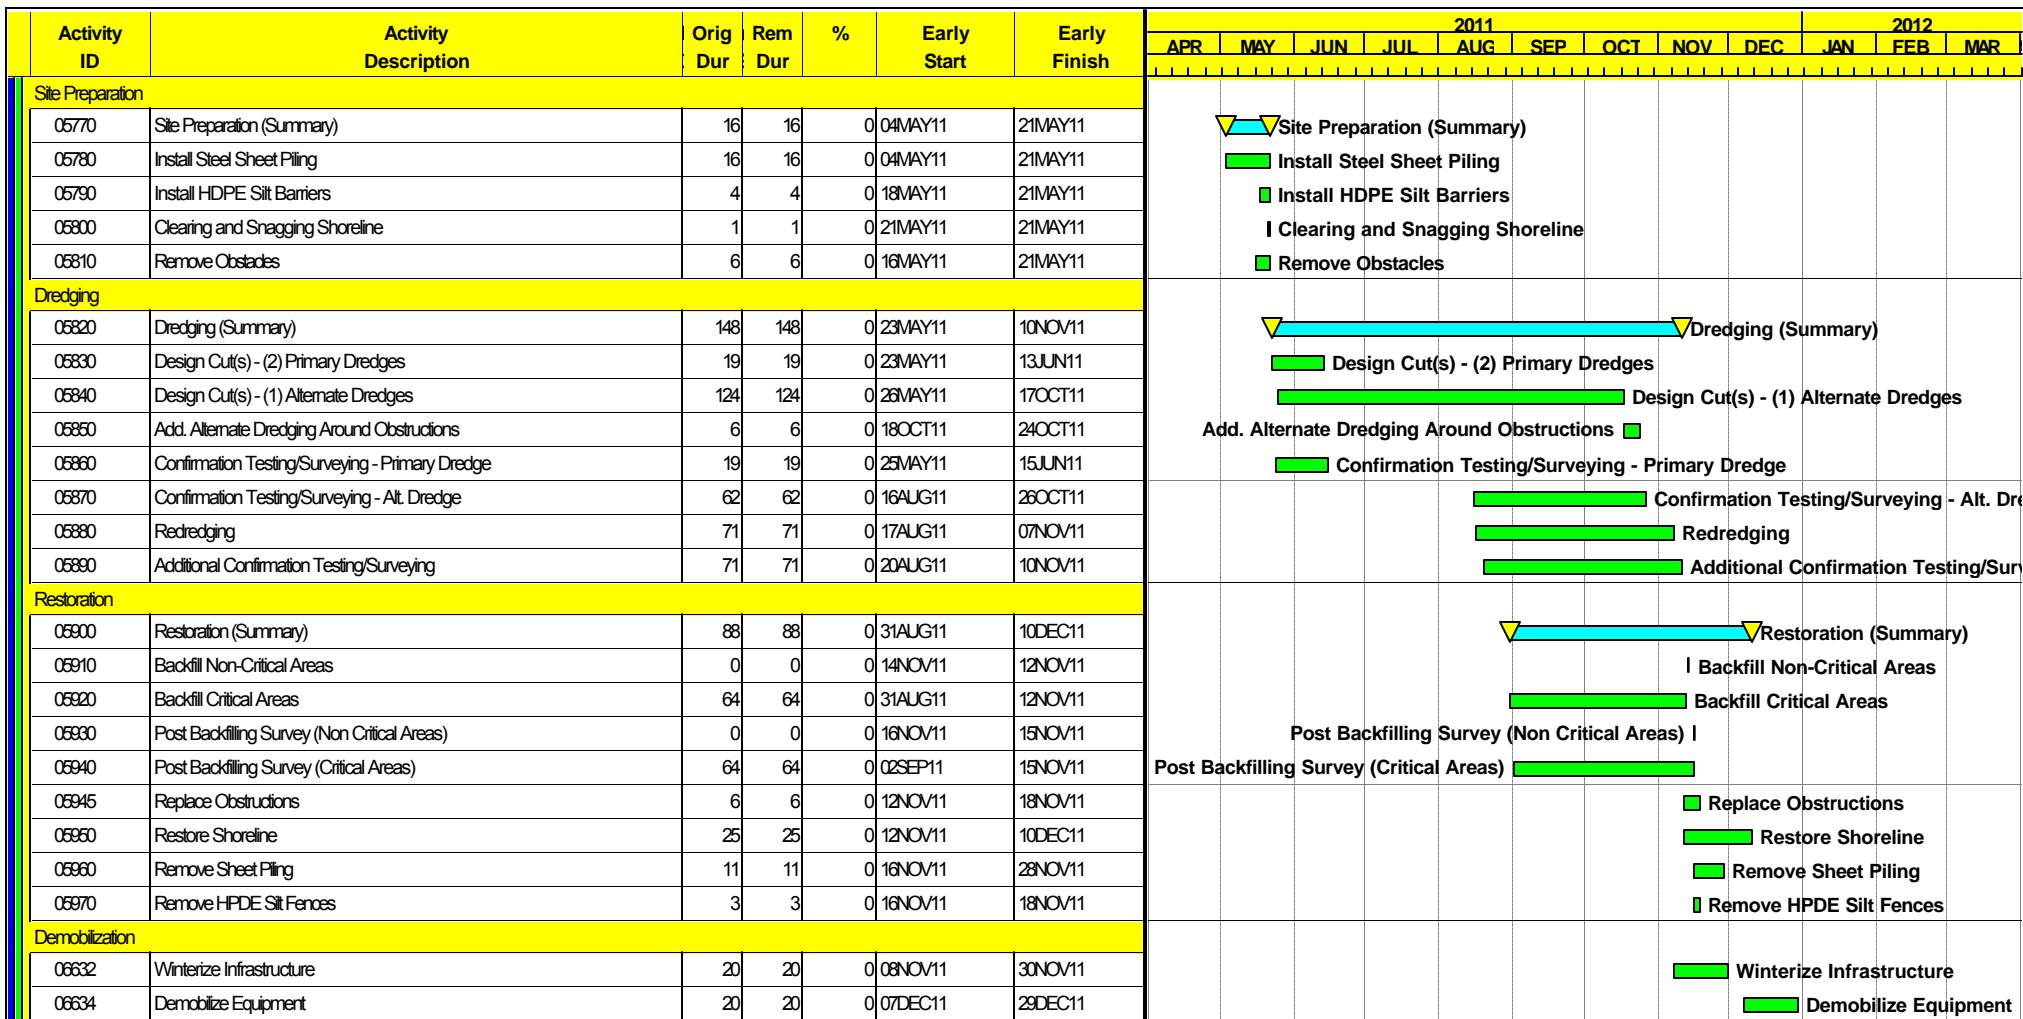 Activity ID Activity Description Orig Dur Rem Dur % Early Start Early Finish 2011 2012
APR MAY JUN JUL AUG SEP OCT NOV DEC JAN FEB MAR
Site Preparation
05770 Site Preparation (Summary) 16 16 0 04MAY11 21MAY11 Site Preparation (Summary)
05780 Install Steel Sheet Piling 16 16 0 04MAY11 21MAY11 Install Steel Sheet Piling
05790 Install HDPE Silt Barriers 4 4 0 18MAY11 21MAY11 Install HDPE Silt Barriers
05800 Clearing and Snagging Shoreline 1 1 0 21MAY11 21MAY11 Clearing and Snagging Shoreline
05810 Remove Obstacles 6 6 0 16MAY11 21MAY11 Remove Obstacles
Dredging
05820 Dredging (Summary) 148 148 0 23MAY11 10NOV11 Dredging (Summary)
05830 Design Cut(s) - (2) Primary Dredges 19 19 0 23MAY11 13JUN11 Design Cut(s) - (2) Primary Dredges
05840 Design Cut(s) - (1) Alternate Dredges 124 124 0 26MAY11 17OCT11 Design Cut(s) - (1) Alternate Dredges
05850 Add. Alternate Dredging Around Obstructions 6 6 0 18OCT11 24OCT11 Add. Alternate Dredging Around Obstructions
05860 Confirmation Testing/Surveying - Primary Dredge 19 19 0 25MAY11 15JUN11 Confirmation Testing/Surveying - Primary Dredge
05870 Confirmation Testing/Surveying - Alt. Dredge 62 62 0 16AUG11 26OCT11 Confirmation Testing/Surveying - Alt. Dre
05880 Redredging 71 71 0 17AUG11 07NOV11 Redredging
05890 Additional Confirmation Testing/Surveying 71 71 0 20AUG11 10NOV11 Additional Confirmation Testing/Surv
Restoration
05900 Restoration (Summary) 88 88 0 31AUG11 10DEC11 Restoration (Summary)
05910 Backfill Non-Critical Areas 0 0 0 14NOV11 12NOV11 Backfill Non-Critical Areas
05920 Backfill Critical Areas 64 64 0 31AUG11 12NOV11 Backfill Critical Areas
05930 Post Backfilling Survey (Non Critical Areas) 0 0 0 16NOV11 15NOV11 Post Backfilling Survey (Non Critical Areas)
05940 Post Backfilling Survey (Critical Areas) 64 64 0 02SEP11 15NOV11 Post Backfilling Survey (Critical Areas)
05945 Replace Obstructions 6 6 0 12NOV11 18NOV11 Replace Obstructions
05950 Restore Shoreline 25 25 0 12NOV11 10DEC11 Restore Shoreline
05960 Remove Sheet Piling 11 11 0 16NOV11 28NOV11 Remove Sheet Piling
05970 Remove HPDE Silt Fences 3 3 0 16NOV11 18NOV11 Remove HPDE Silt Fences
Demobilization
06632 Winterize Infrastructure 20 20 0 08NOV11 30NOV11 Winterize Infrastructure
06634 Demobilize Equipment 20 20 0 07DEC11 29DEC11 Demobilize Equipment